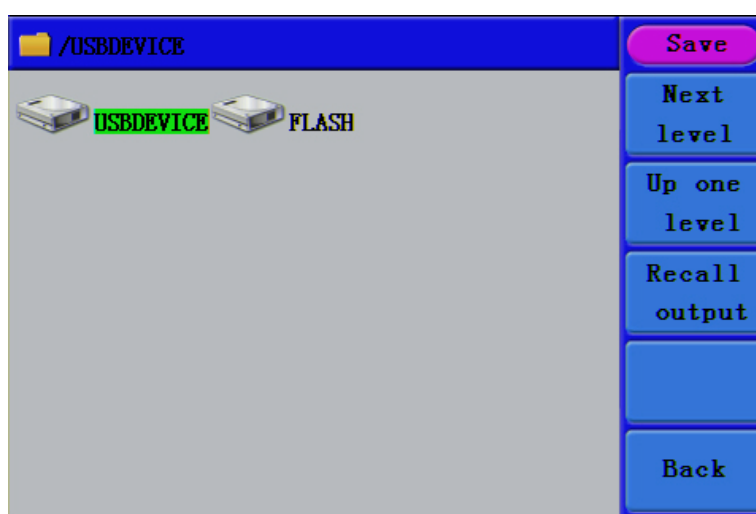 /USBDEVICE
USBDEVICE FLASH
Save
Next
level
Up one
level
Recall
output
Back